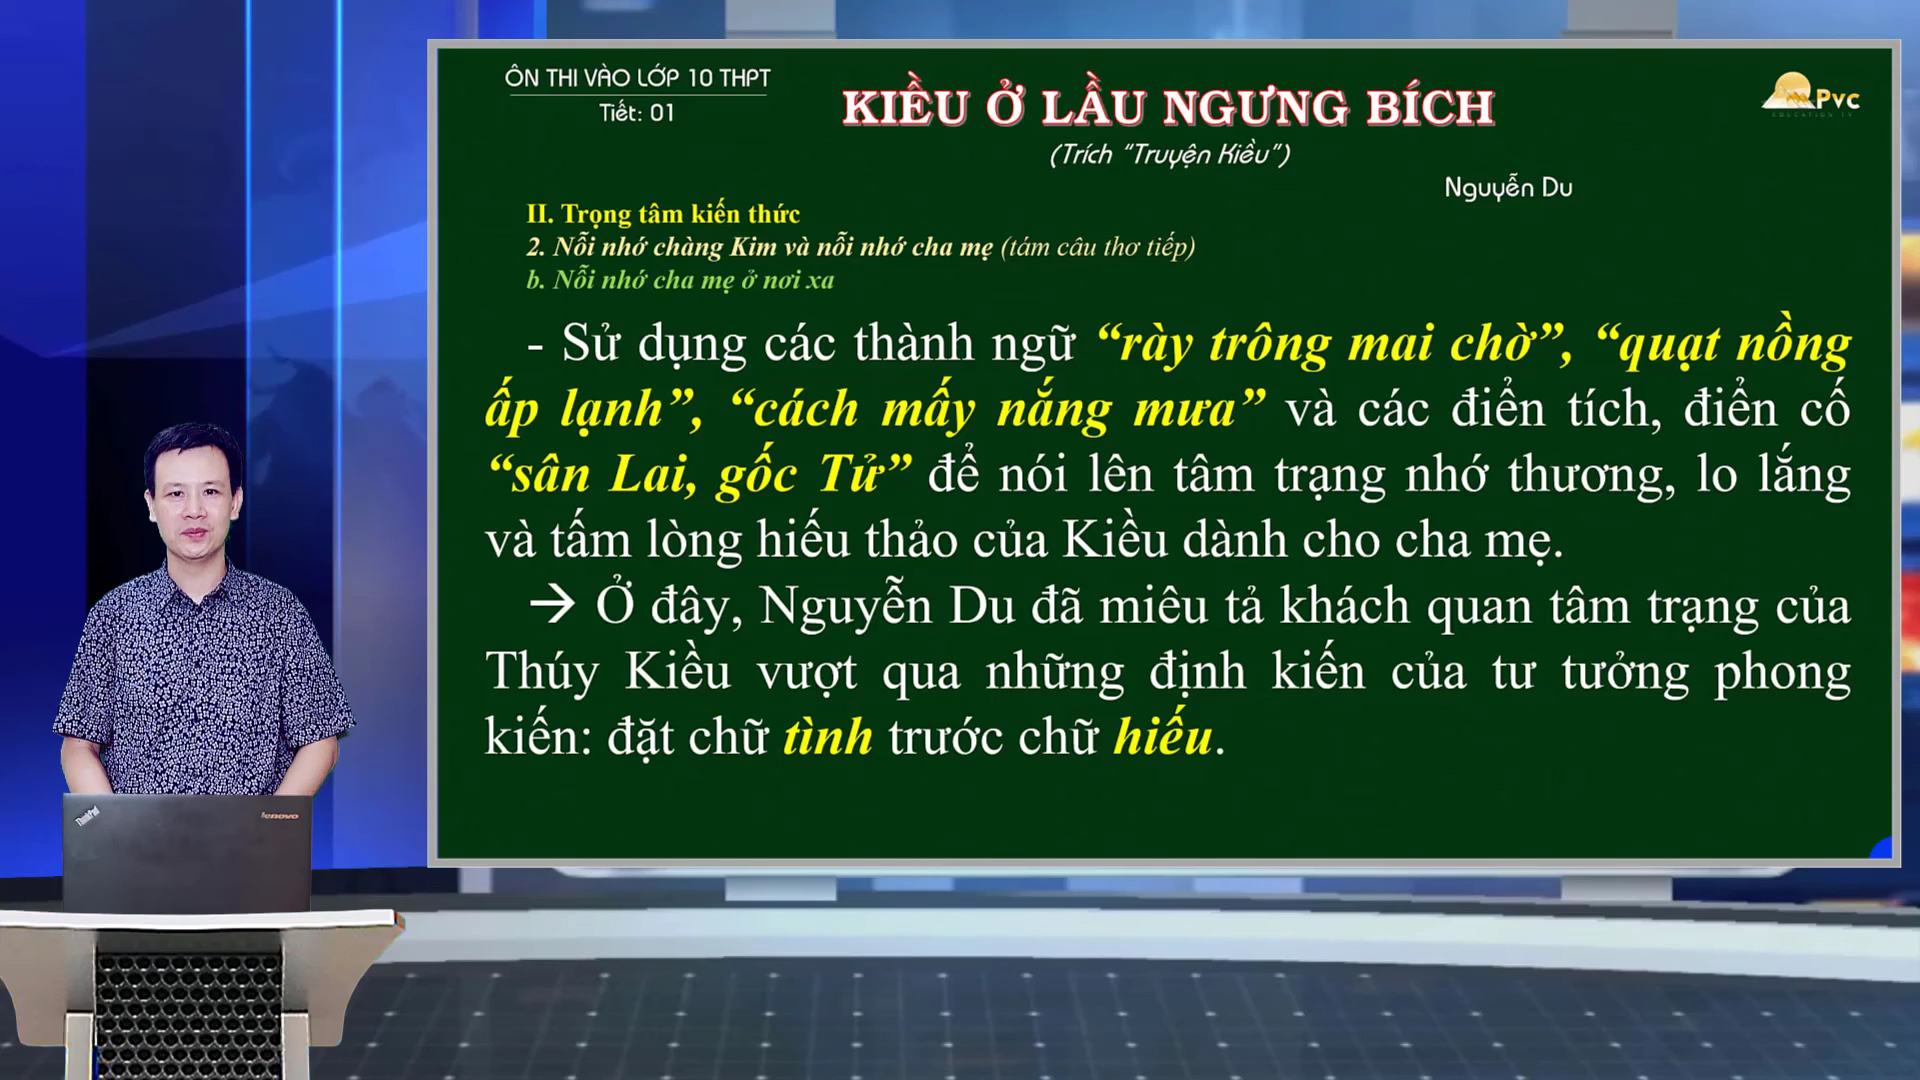 ÔN THI VÀO LỚP 10 THPT
Tiết: 01
KIỀU Ở LẦU NGƯNG BÍCH
(Trích “Truyện Kiều”)
Nguyễn Du
Pvc
EDUCATION TV
II. Trọng tâm kiến thức
2. Nỗi nhớ chàng Kim và nỗi nhớ cha mẹ (tám câu thơ tiếp)
b. Nỗi nhớ cha mẹ ở nơi xa
- Sử dụng các thành ngữ “rày trông mai chờ”, “quạt nồng
ấp lạnh”, “cách mấy nắng mưa” và các điển tích, điển cố
“sân Lai, gốc Tử” để nói lên tâm trạng nhớ thương, lo lắng
và tấm lòng hiếu thảo của Kiều dành cho cha mẹ.
→ Ở đây, Nguyễn Du đã miêu tả khách quan tâm trạng của
Thúy Kiều vượt qua những định kiến của tư tưởng phong
kiến: đặt chữ tình trước chữ hiếu.
ThinkPad
lenovo